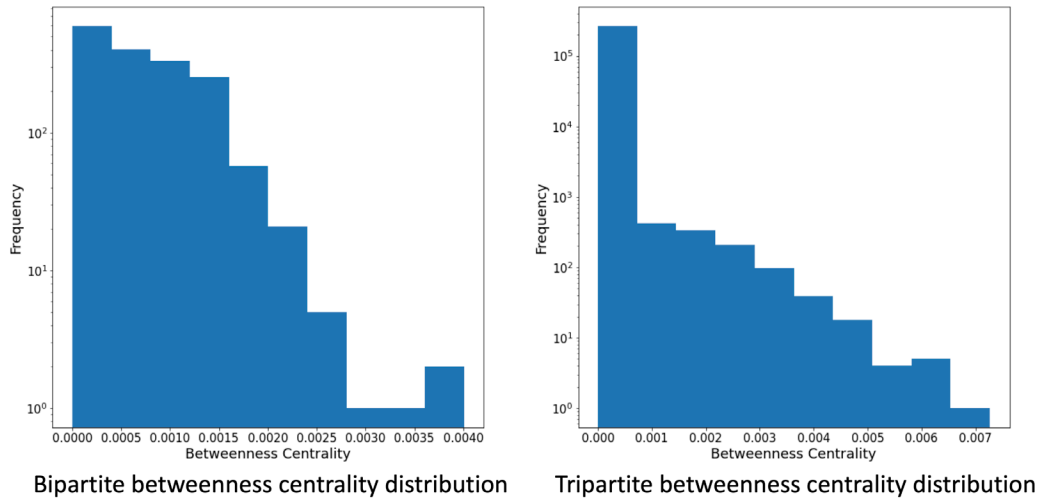 10²
10¹
10⁰
Frequency
0.0000 0.0005 0.0010 0.0015 0.0020 0.0025 0.0030 0.0035 0.0040
Betweenness Centrality
Bipartite betweenness centrality distribution
10⁵
10⁴
10³
10²
10¹
10⁰
Frequency
0.000 0.001 0.002 0.003 0.004 0.005 0.006 0.007
Betweenness Centrality
Tripartite betweenness centrality distribution